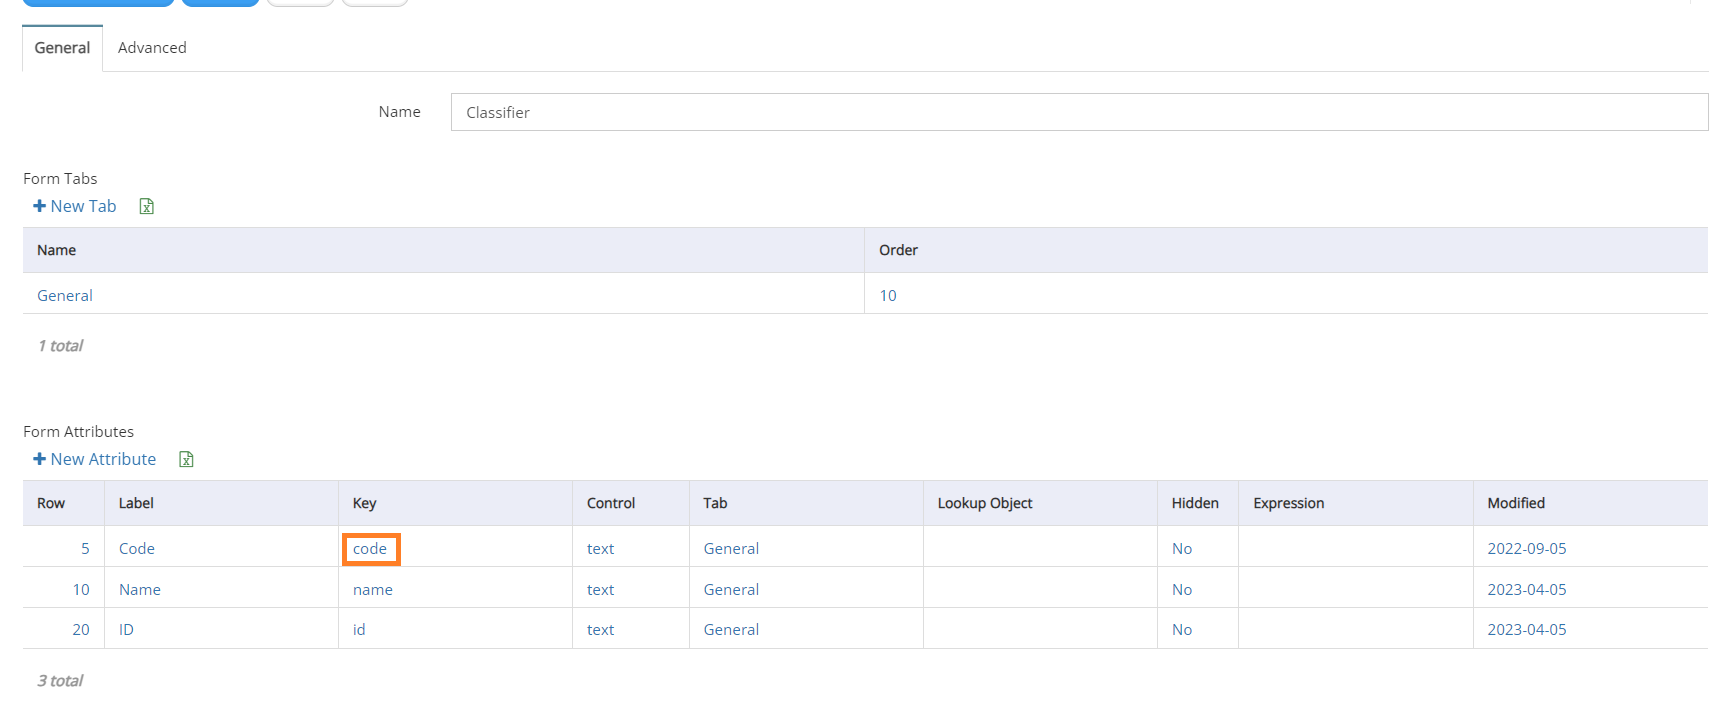 General Advanced
Name Classifier
Form Tabs
New Tab
Name Order
General 10
1 total
Form Attributes
New Attribute
Row Label Key Control Tab Lookup Object Hidden Expression Modified
5 Code code text General No 2022-09-05
10 Name name text General No 2023-04-05
20 ID id text General No 2023-04-05
3 total